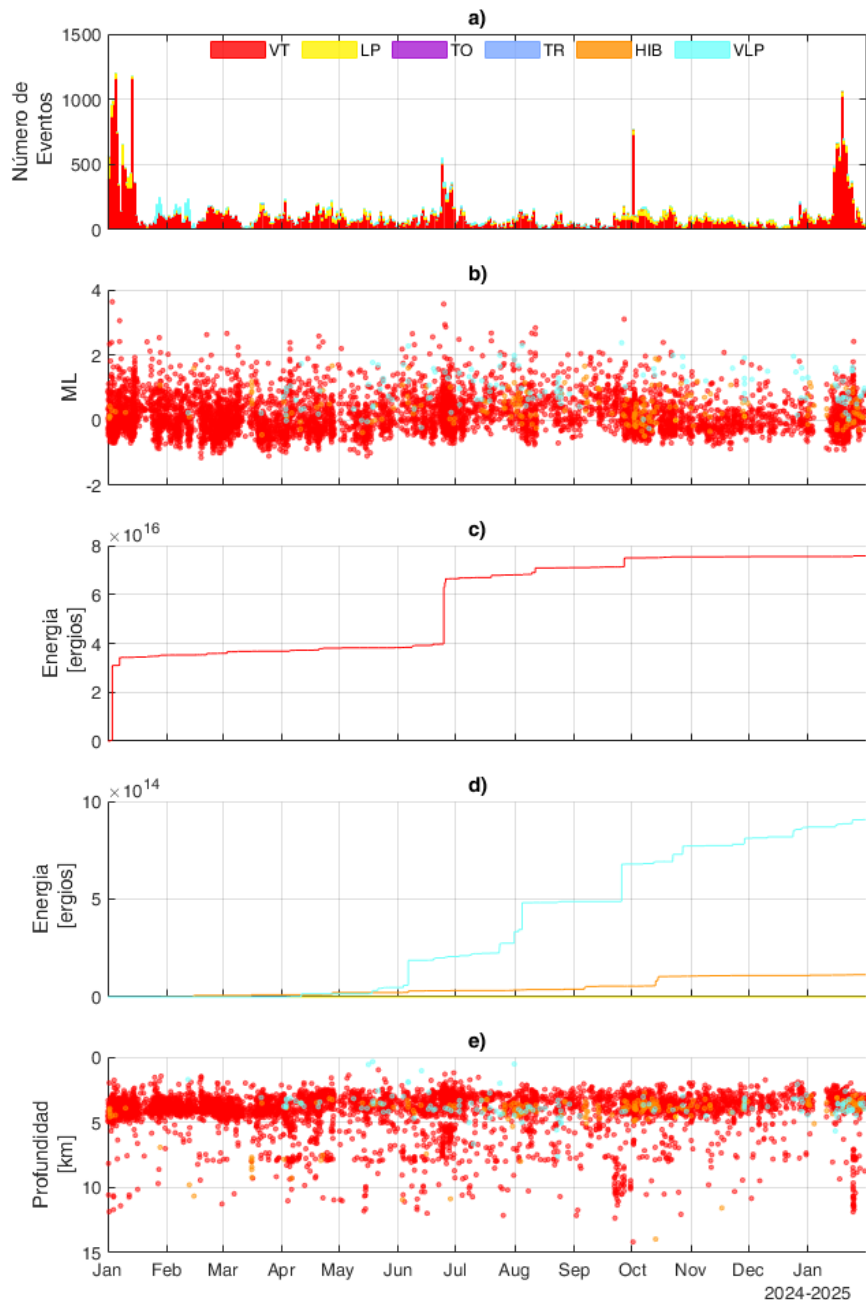 a)
VT LP TO TR HIB VLP
1500
1000
500
0
Número de
Eventos
b)
4
2
0
-2
ML
c)
×10^16
8
6
4
2
0
Energia
[ergios]
d)
×10^14
10
5
0
Energia
[ergios]
e)
0
5
10
15
Profundidad
[km]
Jan Feb Mar Apr May Jun Jul Aug Sep Oct Nov Dec Jan
2024-2025